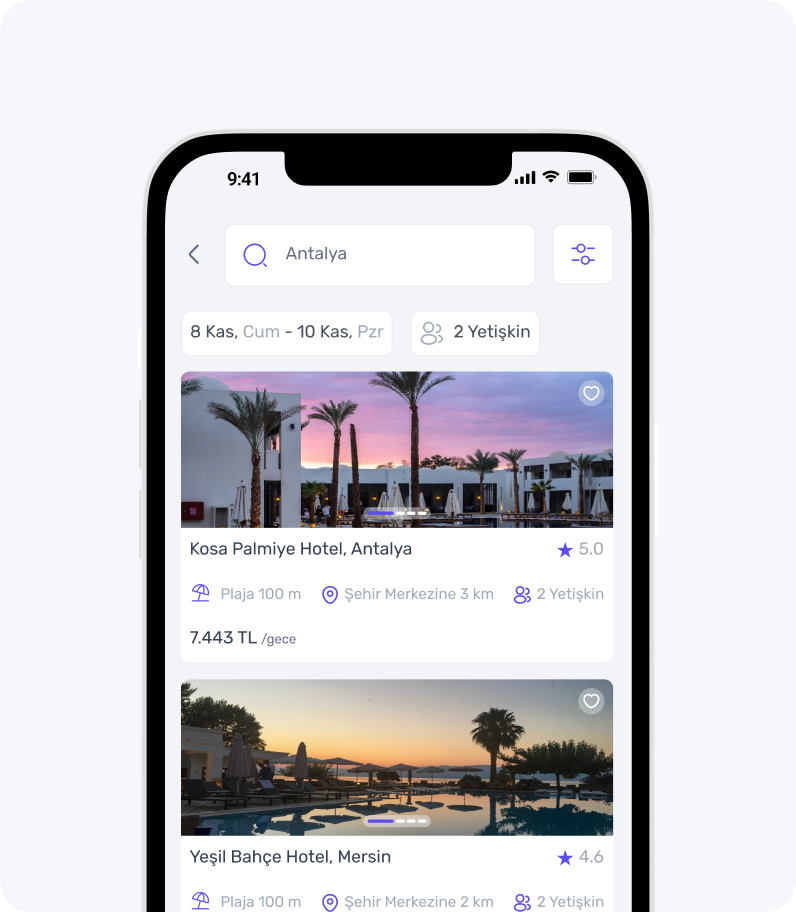 9:41
Antalya
8 Kas, Cum - 10 Kas, Pzr
2 Yetişkin
Kosa Palmiye Hotel, Antalya
5.0
Plaja 100 m
Şehir Merkezine 3 km
2 Yetişkin
7.443 TL /gece
Yeşil Bahçe Hotel, Mersin
4.6
Plaja 100 m
Şehir Merkezine 2 km
2 Yetişkin